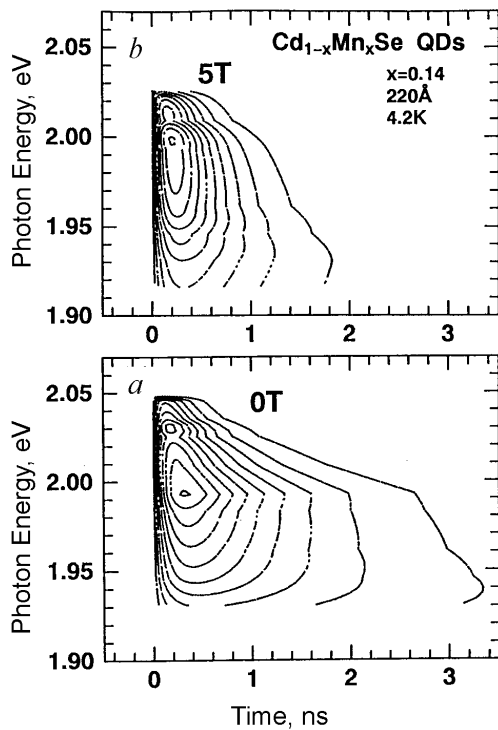 2.05
b
5T
Cd1-xMnxSe QDs
x=0.14
220Å
4.2K
Photon Energy, eV
2.00
1.95
1.90
0 1 2 3
a
0T
2.05
Photon Energy, eV
2.00
1.95
1.90
0 1 2 3
Time, ns